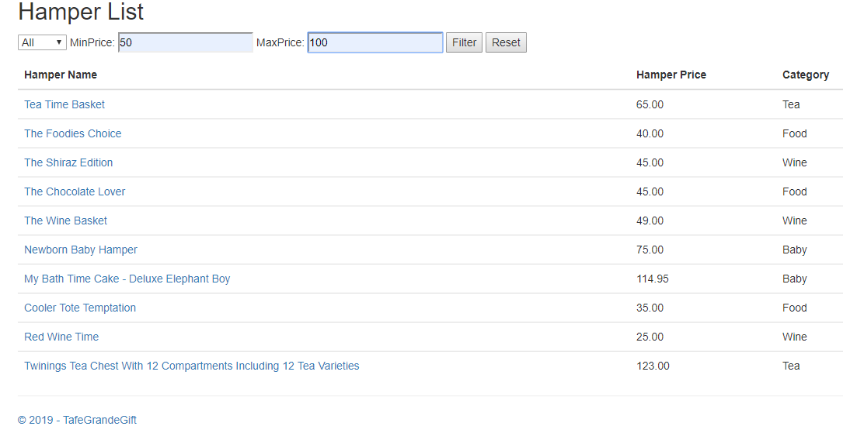 Hamper List
All MinPrice: 50 MaxPrice: 100 Filter Reset
Hamper Name Hamper Price Category
Tea Time Basket 65.00 Tea
The Foodies Choice 40.00 Food
The Shiraz Edition 45.00 Wine
The Chocolate Lover 45.00 Food
The Wine Basket 49.00 Wine
Newborn Baby Hamper 75.00 Baby
My Bath Time Cake - Deluxe Elephant Boy 114.95 Baby
Cooler Tote Temptation 35.00 Food
Red Wine Time 25.00 Wine
Twinings Tea Chest With 12 Compartments Including 12 Tea Varieties 123.00 Tea
© 2019 - TafeGrandeGift